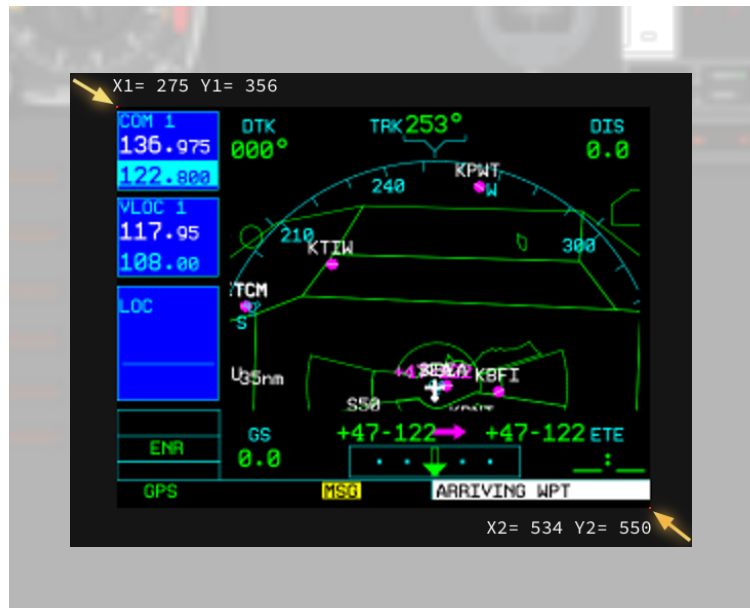 X1= 275 Y1= 356
COM 1
136.975
122.800
DTK
000°
TRK 253°
DIS
0.0
KPWT
W
240
VLOC 1
117.95
108.00
210
KTIW
300
TCM
S
LOC
35nm
KBFI
S50
ENR
GS
0.0
+47-122
+47-122
ETE
__:__
GPS
MSG
ARRIVING WPT
X2= 534 Y2= 550